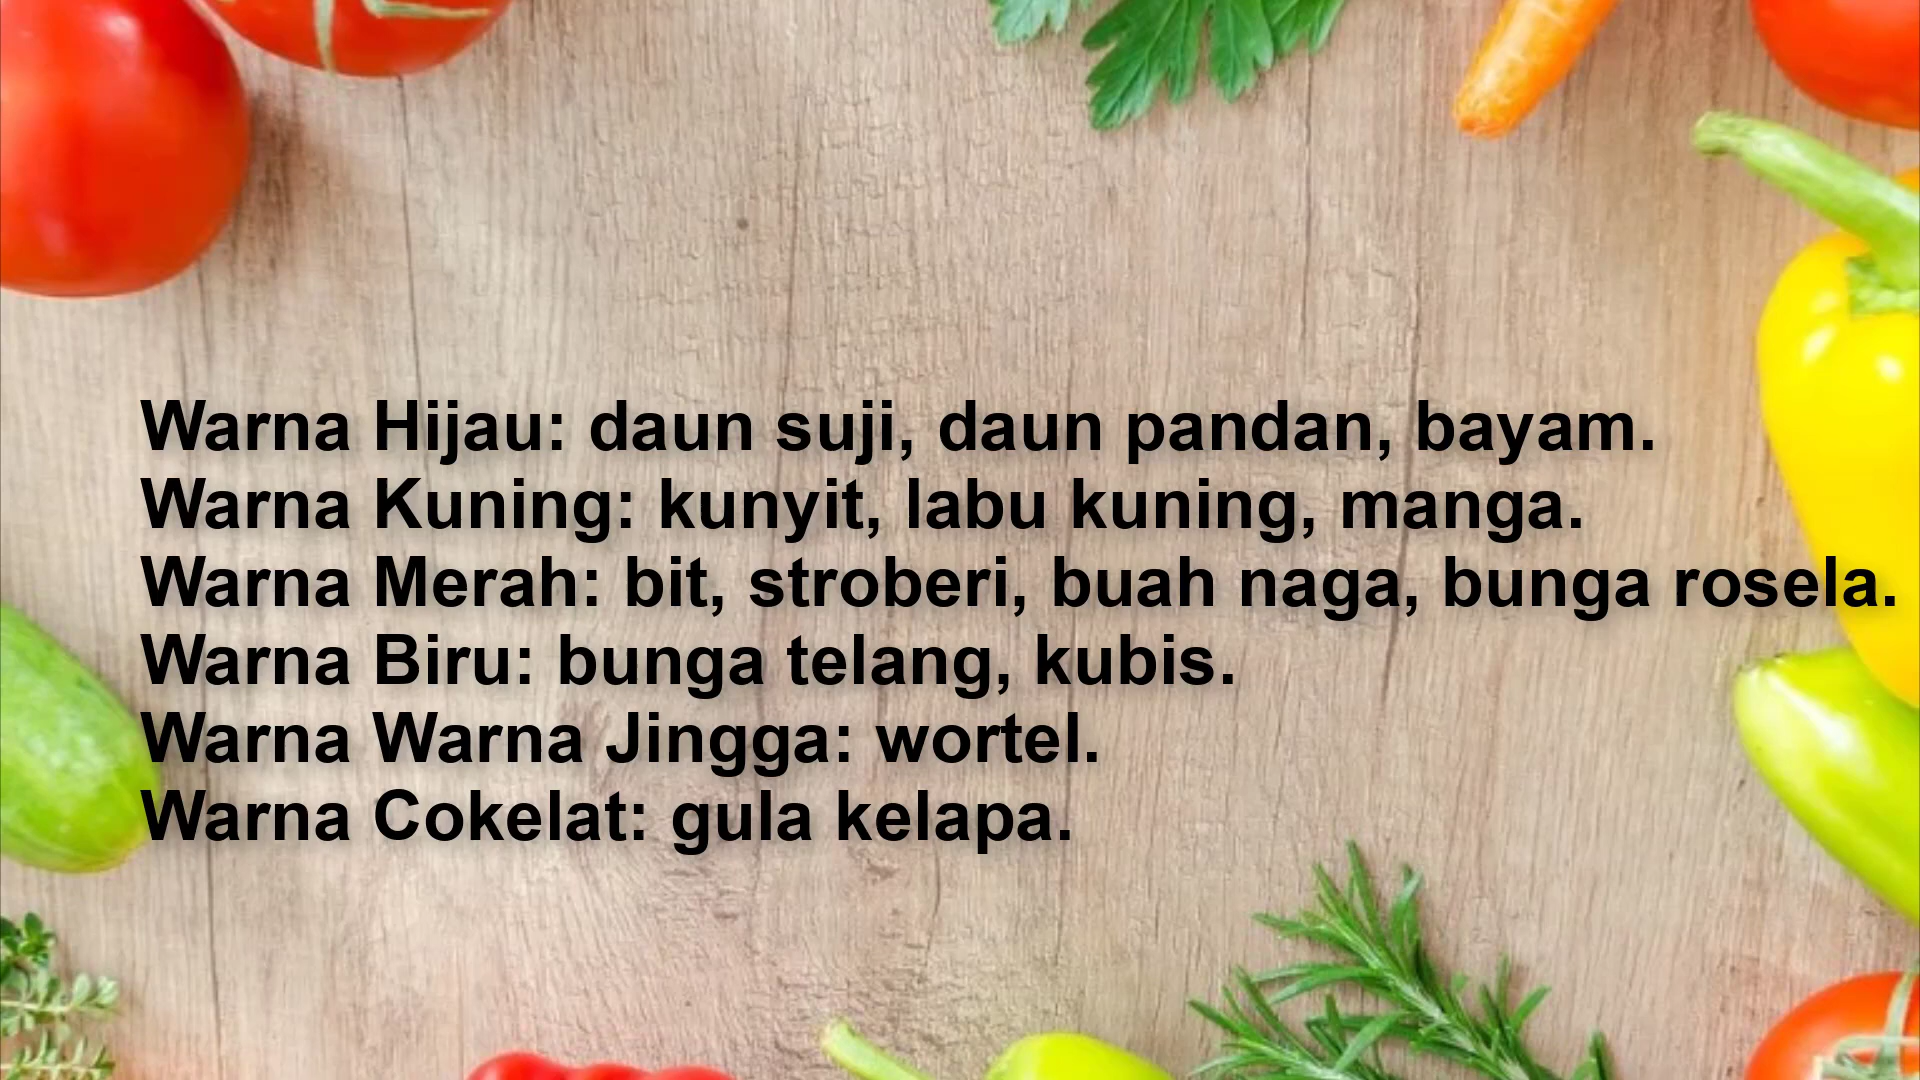 Warna Hijau: daun suji, daun pandan, bayam.
Warna Kuning: kunyit, labu kuning, manga.
Warna Merah: bit, stroberi, buah naga, bunga rosela.
Warna Biru: bunga telang, kubis.
Warna Warna Jingga: wortel.
Warna Cokelat: gula kelapa.